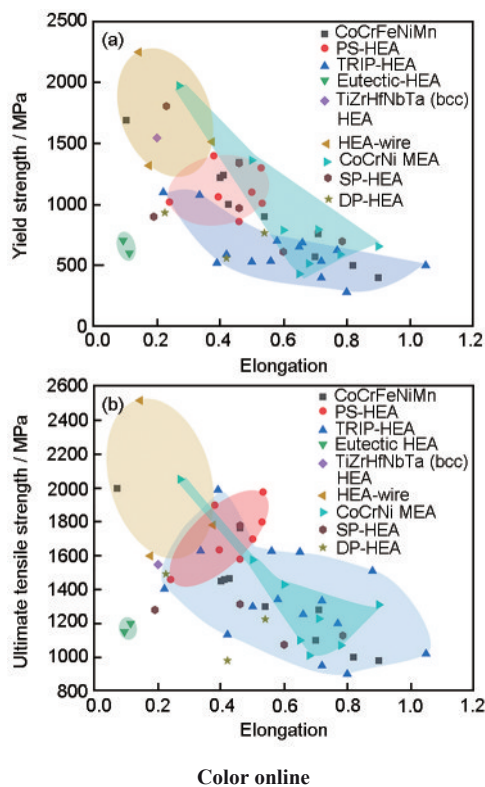 (a)
CoCrFeNiMn
PS-HEA
TRIP-HEA
Eutectic-HEA
TiZrHfNbTa (bcc)
HEA
HEA-wire
CoCrNi MEA
SP-HEA
DP-HEA
Yield strength / MPa
2500
2000
1500
1000
500
0
0.0 0.2 0.4 0.6 0.8 1.0 1.2
Elongation
(b)
CoCrFeNiMn
PS-HEA
TRIP-HEA
Eutectic HEA
TiZrHfNbTa (bcc)
HEA
HEA-wire
CoCrNi MEA
SP-HEA
DP-HEA
Ultimate tensile strength / MPa
2600
2400
2200
2000
1800
1600
1400
1200
1000
800
0.0 0.2 0.4 0.6 0.8 1.0 1.2
Elongation
Color online